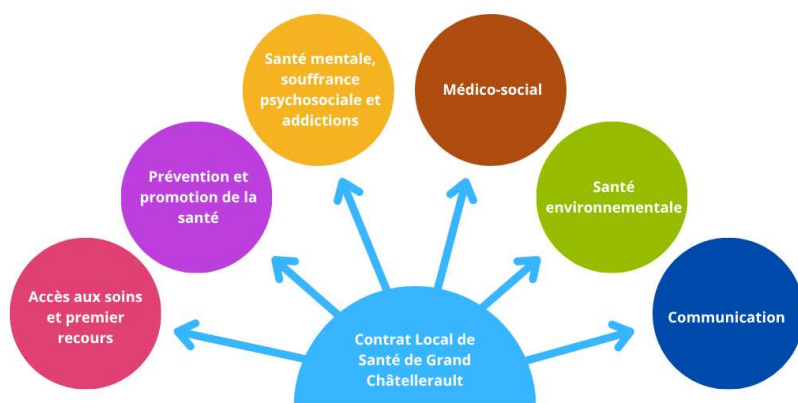 Santé mentale,
souffrance
psychosociale et
addictions
Médico-social
Prévention et
promotion de la
santé
Santé
environnementale
Accès aux soins
et premier
recours
Communication
Contrat Local de
Santé de Grand
Châtellerault